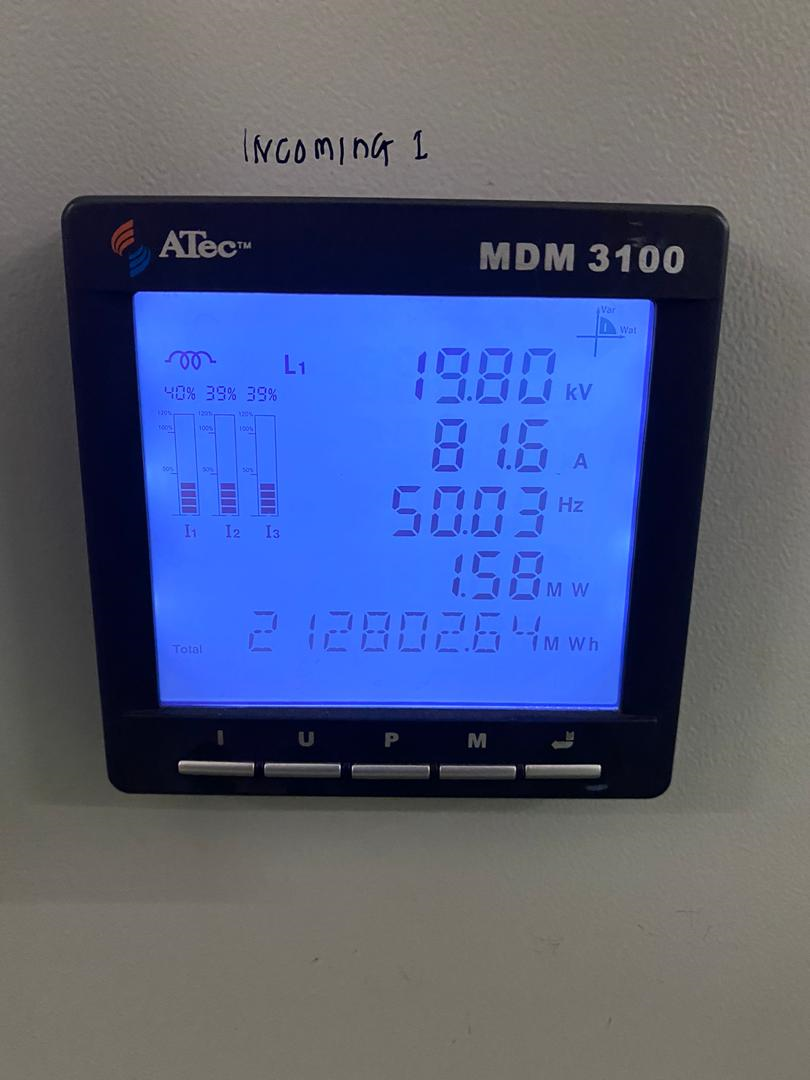 INCOMING 1
ATec™ MDM 3100
Var
Wat
L1 19.80 kV
40% 39% 39%
120% 120% 120%
100% 100% 100%
81.6 A
50% 50% 50%
50.03 Hz
I1 I2 I3
1.58 MW
Total 212802.64 MWh
I U P M